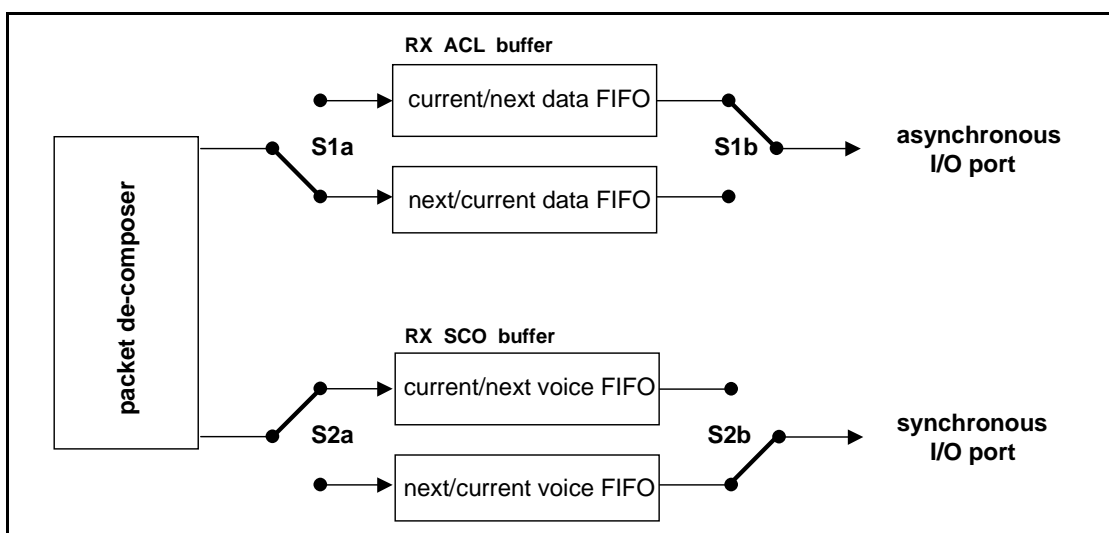 RX ACL buffer
current/next data FIFO
S1a
S1b
asynchronous
I/O port
next/current data FIFO
packet de-composer
RX SCO buffer
current/next voice FIFO
S2a
S2b
synchronous
I/O port
next/current voice FIFO